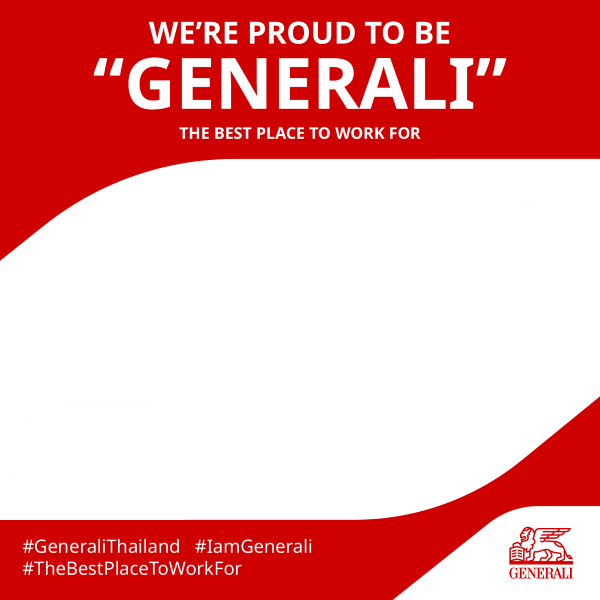 WE’RE PROUD TO BE
“GENERALI”
THE BEST PLACE TO WORK FOR
#GeneraliThailand #IamGenerali
#TheBestPlaceToWorkFor
GENERALI